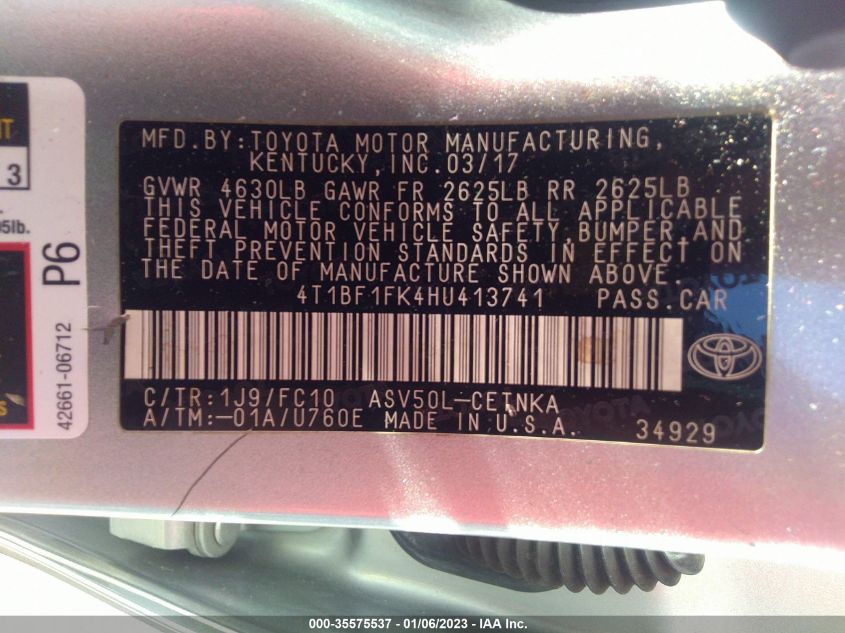 NT
3
5lb.
P6
42661-06712
s
MFD.BY:TOYOTA MOTOR MANUFACTURING,
KENTUCKY,INC.03/17
GVWR 4630LB GAWR FR 2625LB RR 2625LB
THIS VEHICLE CONFORMS TO ALL APPLICABLE
FEDERAL MOTOR VEHICLE SAFETY,BUMPER,AND
THEFT PREVENTION STANDARDS IN EFFECT ON
THE DATE OF MANUFACTURE SHOWN ABOVE.
4T1BF1FK4HU413741 PASS.CAR
C/TR:1J9/FC10 ASV50L-CETNKA
A/TM:-01A/U760E MADE IN U.S.A. 34929
000-35575537 - 01/06/2023 - IAA Inc.